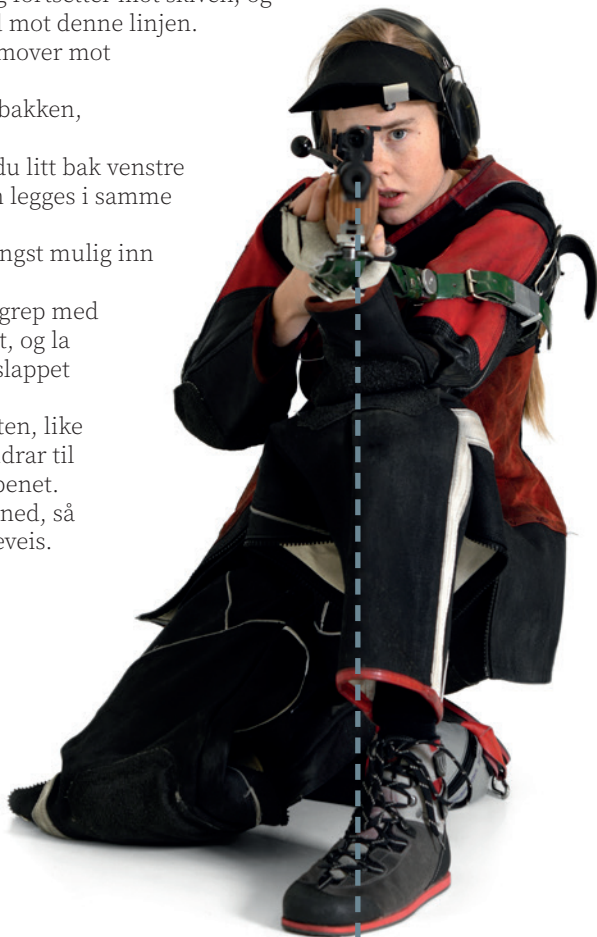 fortsetter mot skiven, og
mot denne linjen.
mover mot
bakken,
du litt bak venstre
legges i samme
ngst mulig inn
grep med
t, og la
slappet
ten, like
drar til
penet.
ned, så
eveis.